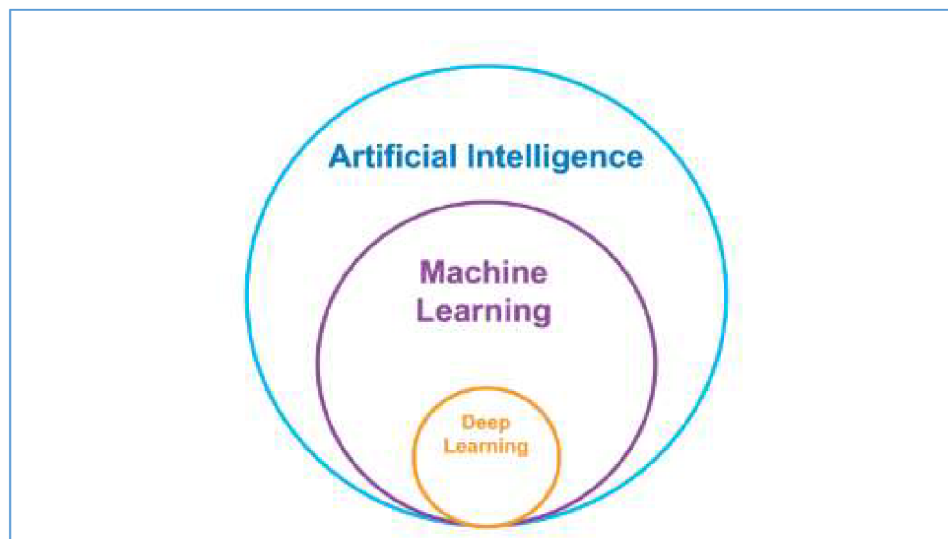 Artificial Intelligence
Machine
Learning
Deep
Learning